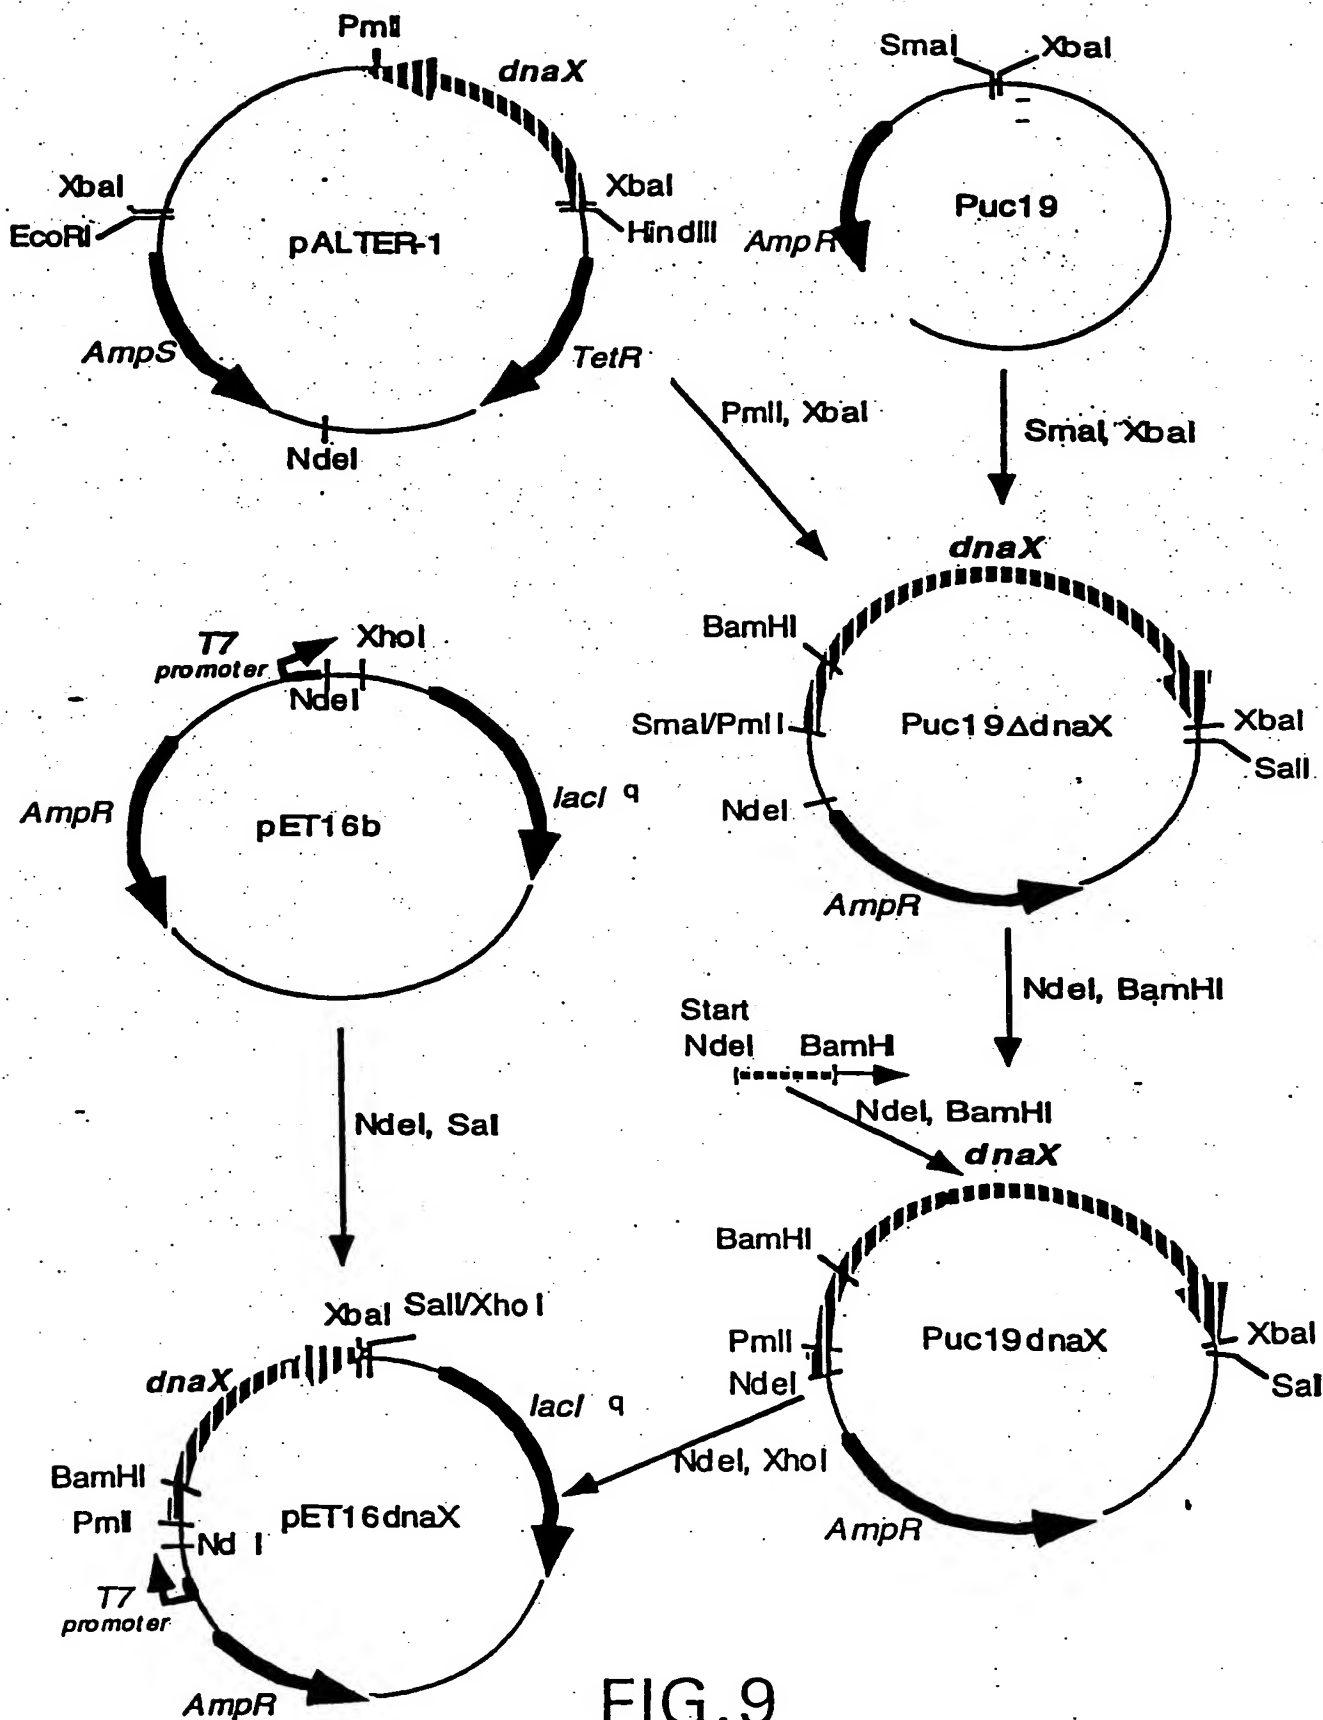 PmlI
dnaX
SmaI
XbaI
XbaI
EcoRI
pALTER-1
XbaI
HindIII
Puc19
AmpR
AmpS
TetR
NdeI
PmlI, XbaI
SmaI, XbaI
dnaX
T7
promoter
XhoI
NdeI
BamHI
SmaI/PmlI
Puc19ΔdnaX
XbaI
SalI
AmpR
pET16b
lacI q
NdeI
AmpR
NdeI, BamHI
Start
NdeI BamHI
NdeI, BamHI
NdeI, SalI
dnaX
XbaI SalI/XhoI
BamHI
PmlI
NdeI
Puc19dnaX
XbaI
Sal
dnaX
lacI q
NdeI, XhoI
BamHI
PmlI
Nd I
pET16dnaX
AmpR
T7
promoter
AmpR
FIG.9